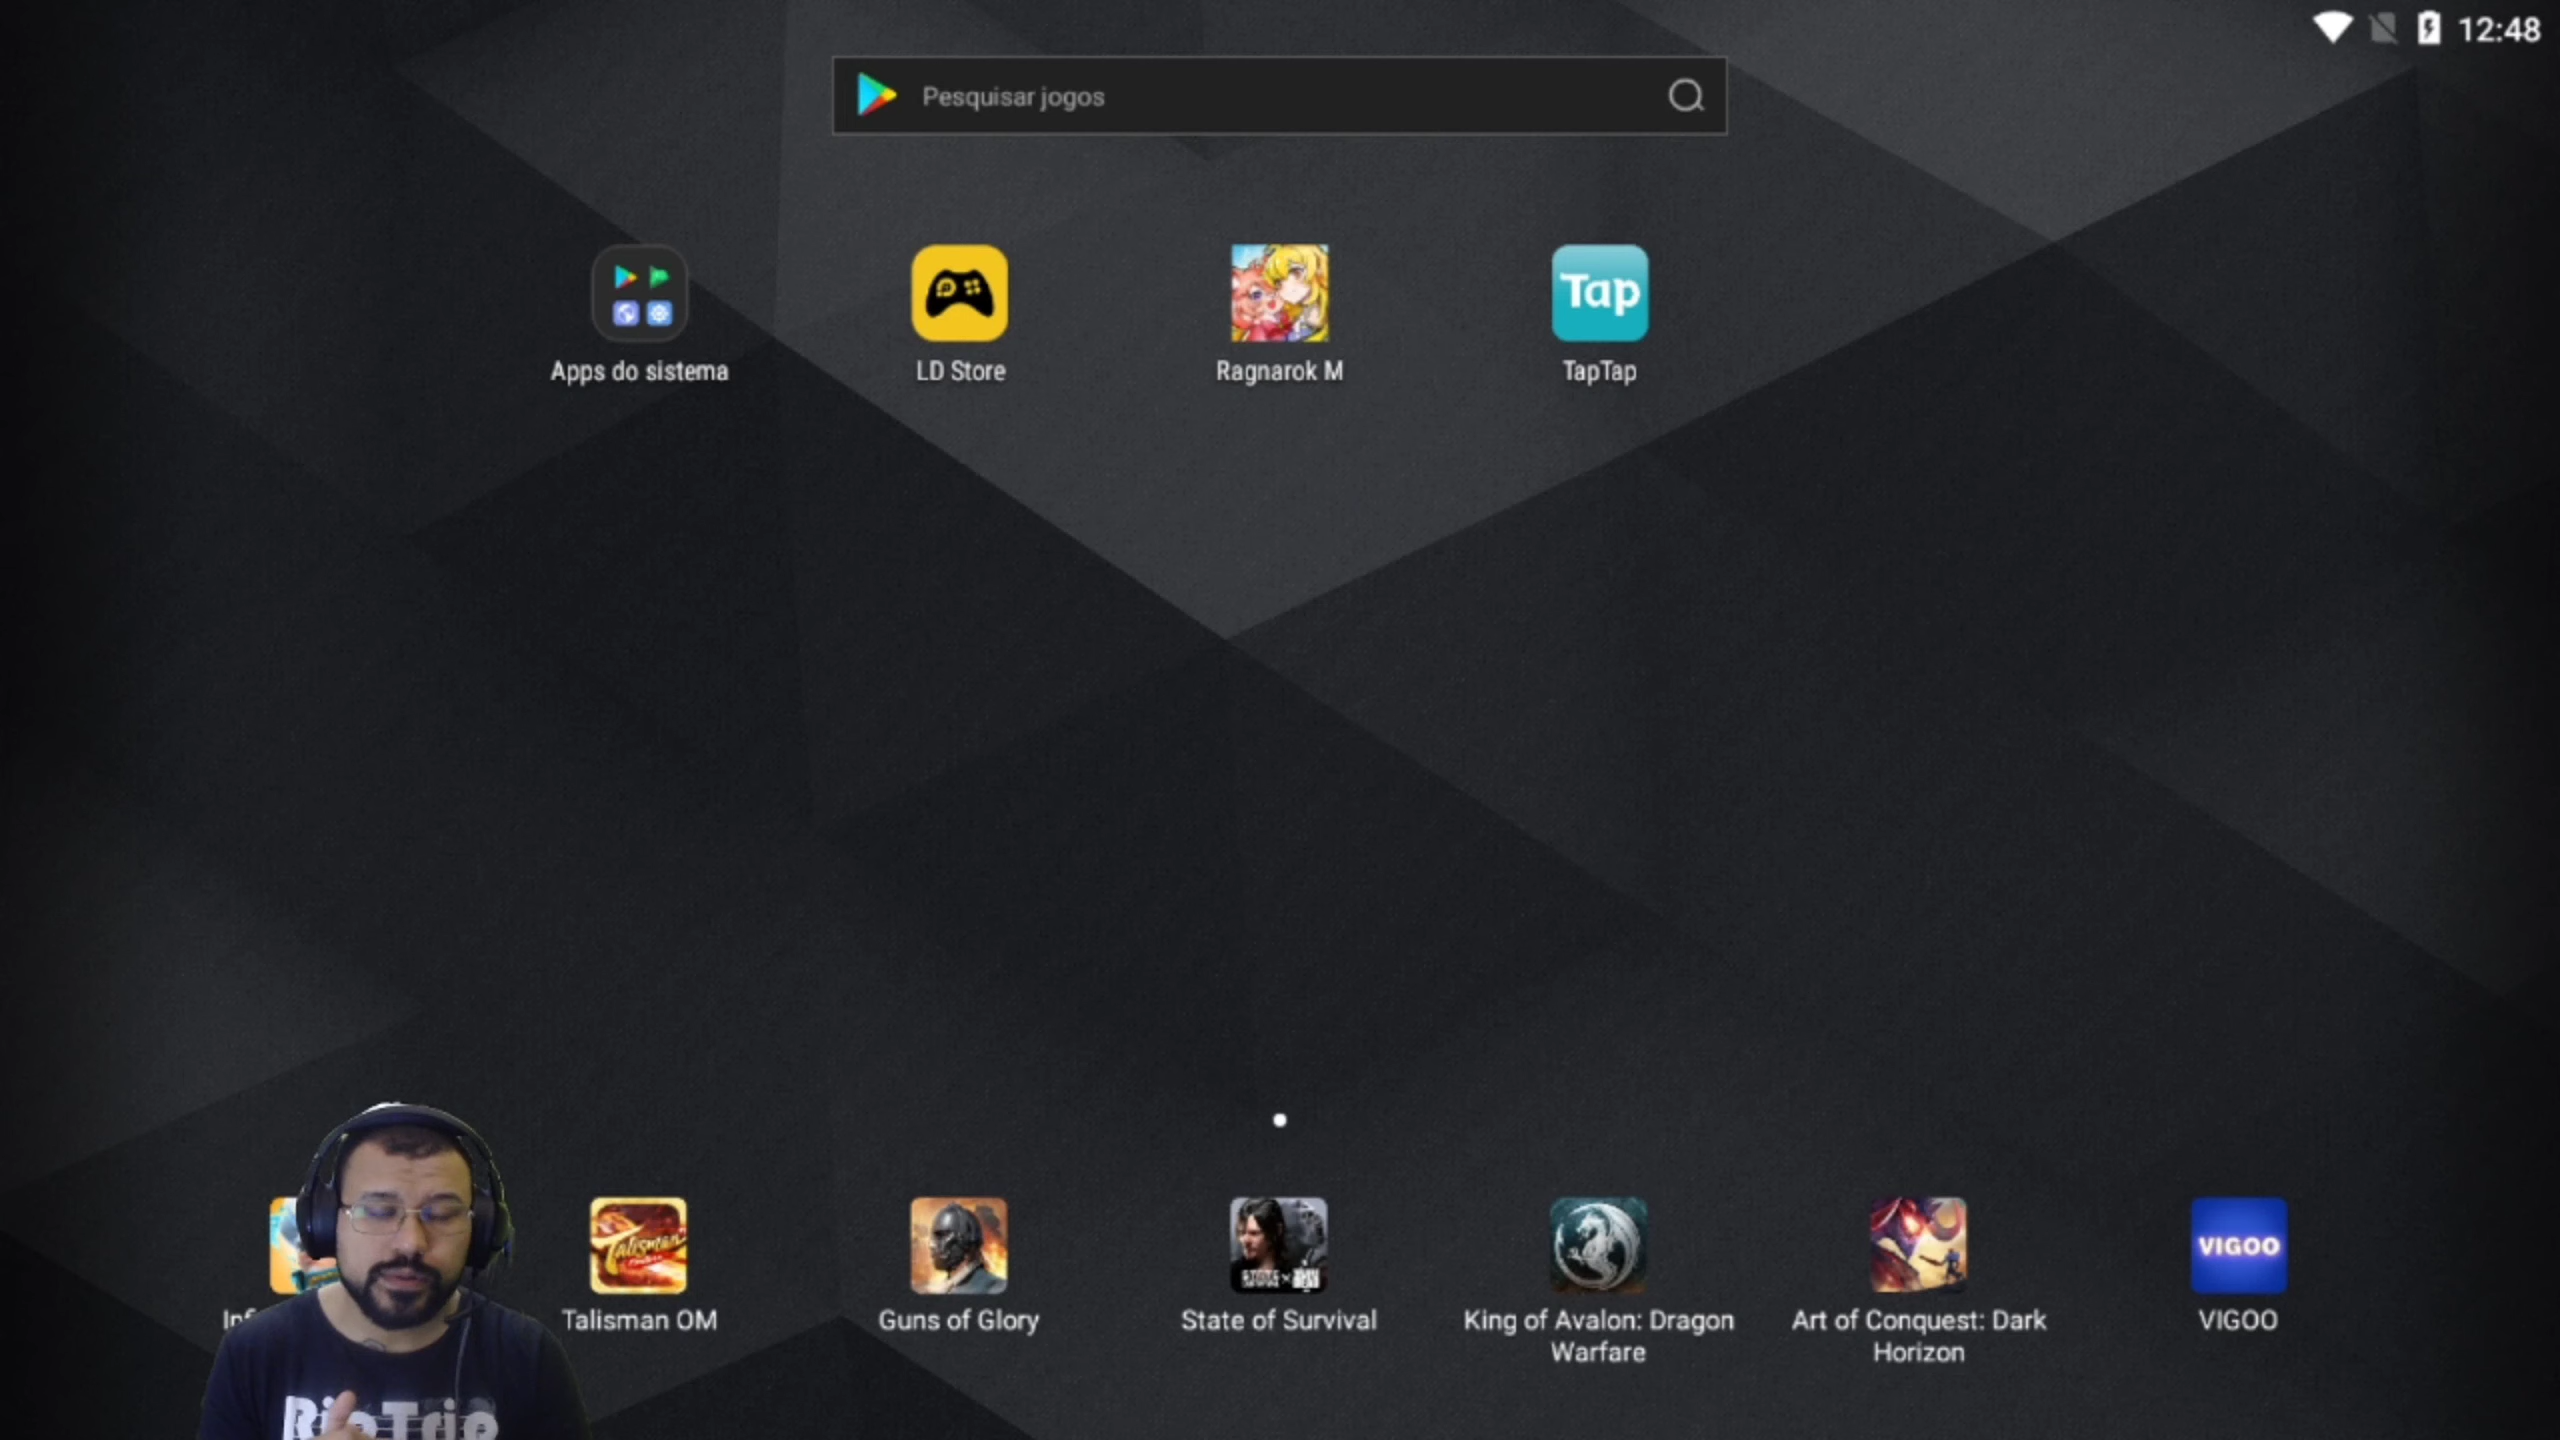 12:48
Pesquisar jogos
Apps do sistema
LD Store
Ragnarok M
Tap
TapTap
Talisman
VIGOO
Talisman OM
Guns of Glory
State of Survival
King of Avalon: Dragon
Warfare
Art of Conquest: Dark
Horizon
VIGOO